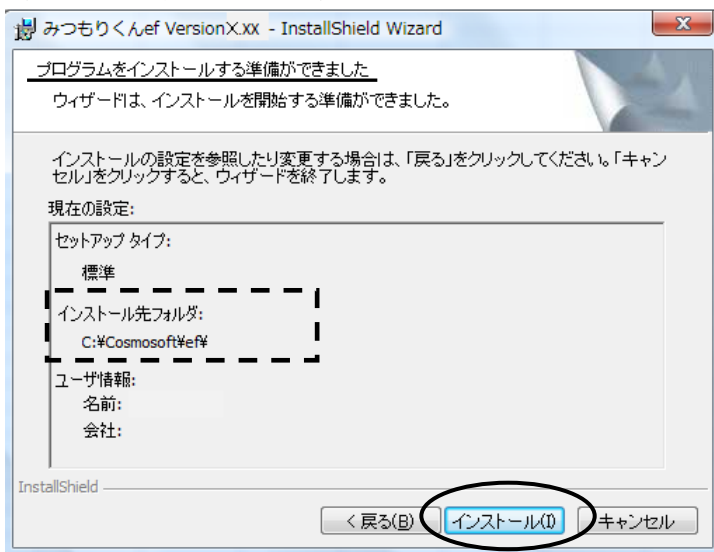 みつもりくんef VersionX.xx - InstallShield Wizard
プログラムをインストールする準備ができました
ウィザードは、インストールを開始する準備ができました。
インストールの設定を参照したり変更する場合は、「戻る」をクリックしてください。「キャン
セル」をクリックすると、ウィザードを終了します。
現在の設定:
セットアップ タイプ:
標準
インストール先フォルダ:
C:¥Cosmosoft¥ef¥
ユーザ情報:
名前:
会社:
InstallShield
< 戻る(B)
インストール(I)
キャンセル